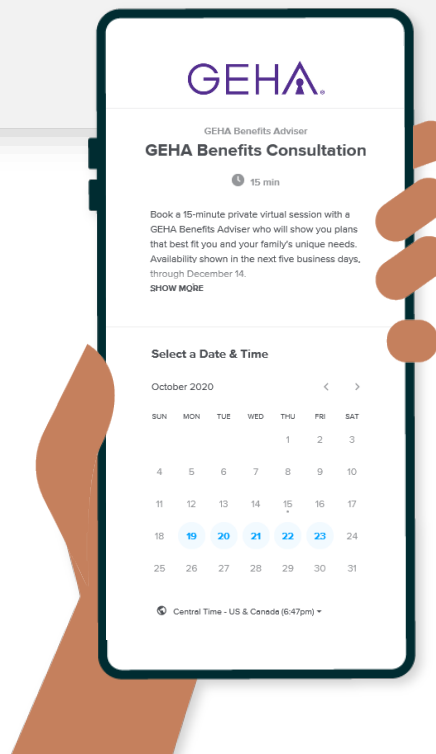 GEHA®
GEHA Benefits Adviser
GEHA Benefits Consultation
15 min
Book a 15-minute private virtual session with a
GEHA Benefits Adviser who will show you plans
that best fit you and your family's unique needs.
Availability shown in the next five business days,
through December 14.
SHOW MORE
Select a Date & Time
October 2020 < >
SUN MON TUE WED THU FRI SAT
1 2 3
4 5 6 7 8 9 10
11 12 13 14 15 16 17
18 19 20 21 22 23 24
25 26 27 28 29 30 31
Central Time - US & Canada (6:47pm)